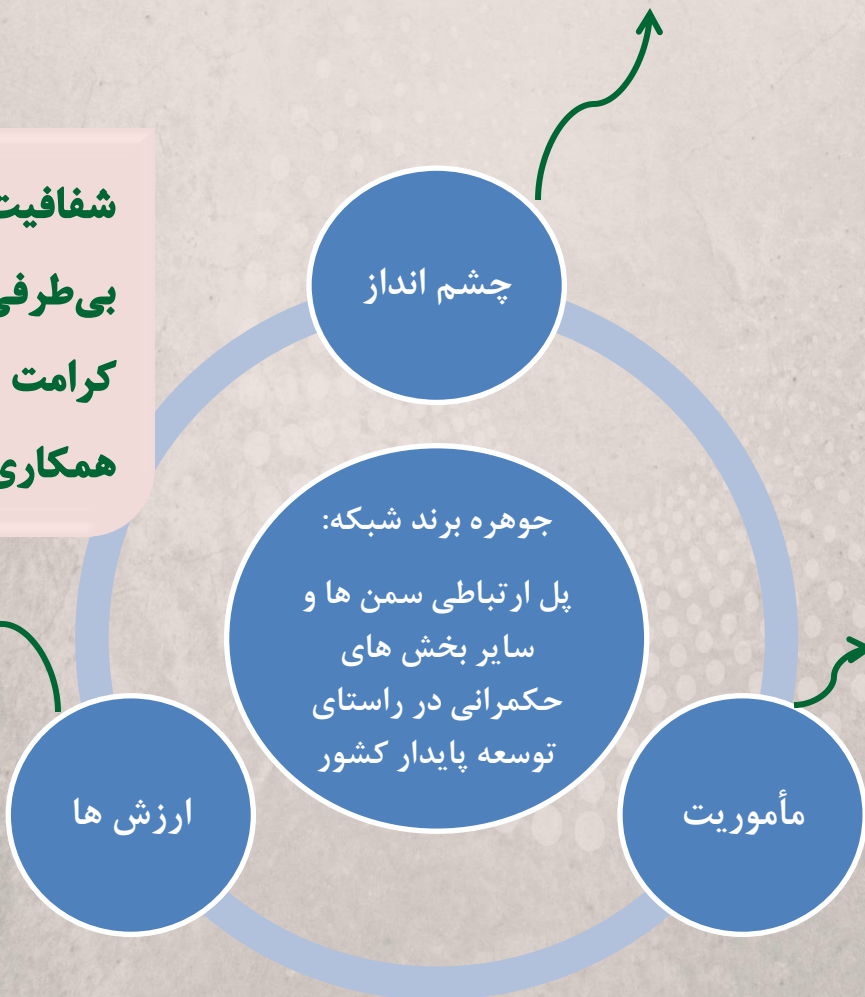 چشم انداز
شفافیت
بی‌طرفی
کرامت
همکاری
جوهره برند شبکه:
پل ارتباطی سمن ها و
سایر بخش های
حکمرانی در راستای
توسعه پایدار کشور
مأموریت
ارزش ها